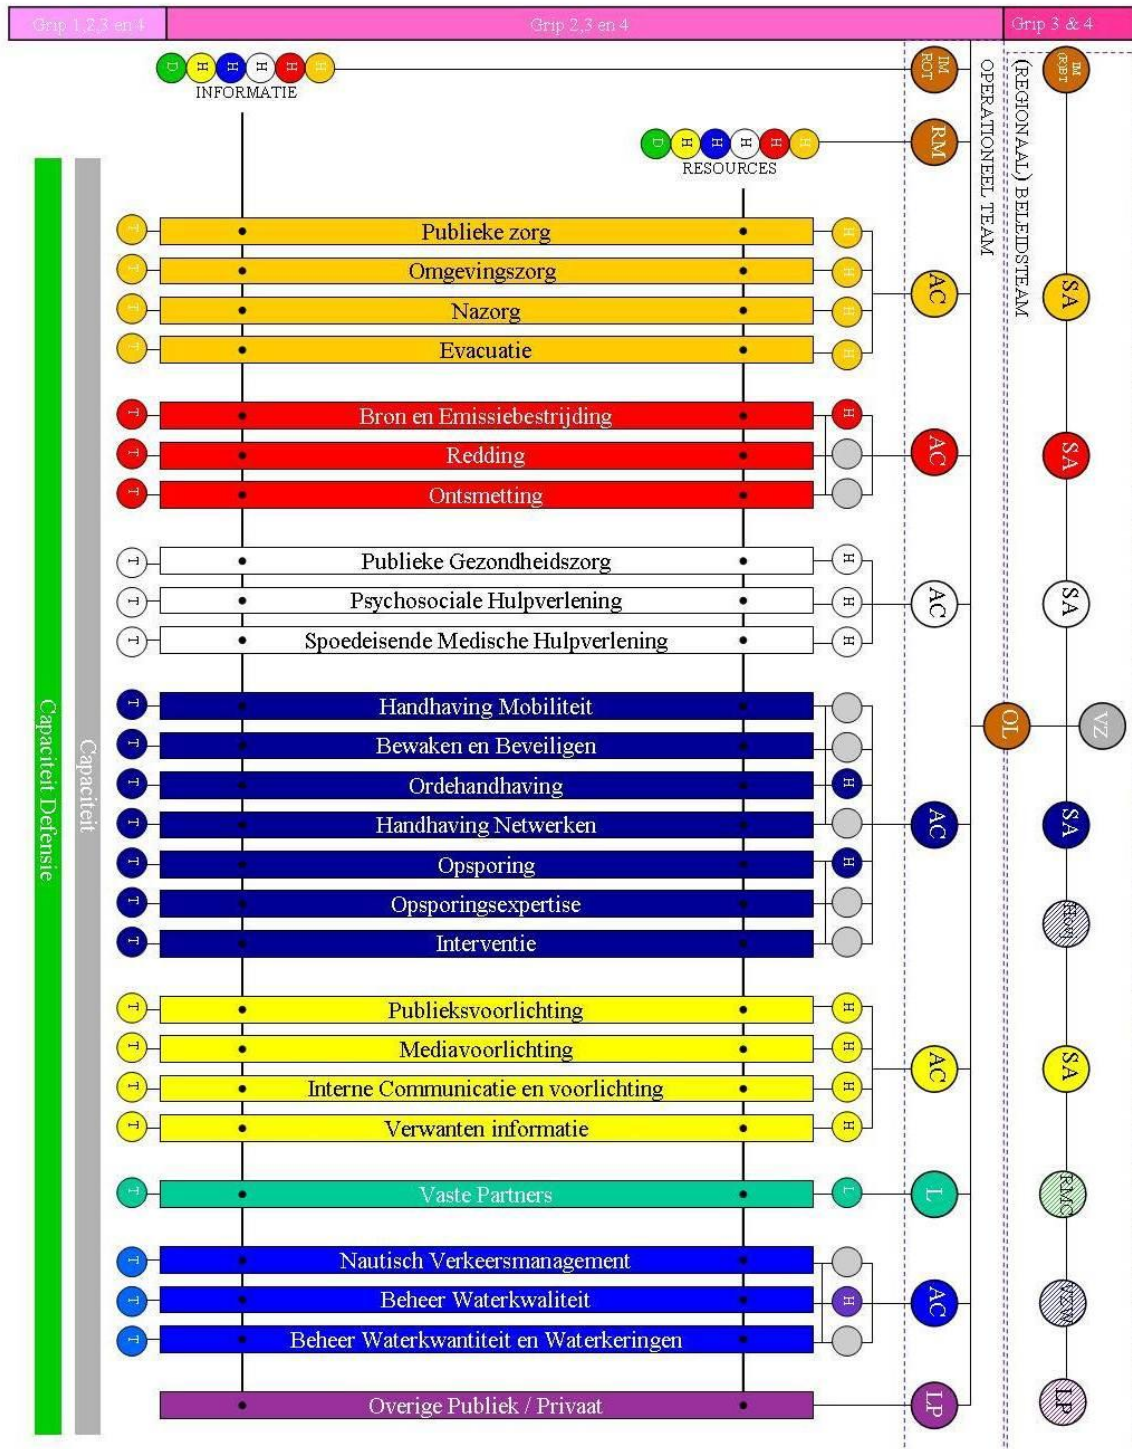 Grip 1,2,3 en 4
Grip 2,3 en 4
Grip 3 & 4
D H H H H H
INFORMATIE
IM ROT
OPERATIONEEL TEAM
(REGIONAAL) BELEIDSTEAM
D H H H H H
RESOURCES
RM
T Publieke zorg H
T Omgevingszorg H
T Nazorg H
T Evacuatie H
AC
SA
T Bron en Emissiebestrijding H
T Redding
T Ontsmetting
AC
SA
T Publieke Gezondheidszorg H
T Psychosociale Hulpverlening H
T Spoedeisende Medische Hulpverlening H
AC
SA
T Handhaving Mobiliteit
T Bewaken en Beveiligen
T Ordehandhaving H
T Handhaving Netwerken
T Opsporing H
T Opsporingsexpertise
T Interventie
AC
OL
VZ
SA
T Publieksvoorlichting H
T Mediavoorlichting H
T Interne Communicatie en voorlichting H
T Verwanten informatie H
AC
SA
T Vaste Partners L
L
RMC
T Nautisch Verkeersmanagement
T Beheer Waterkwaliteit H
T Beheer Waterkwantiteit en Waterkeringen
AC
Overige Publiek / Privaat
LP
LP
Capaciteit
Capaciteit Defensie